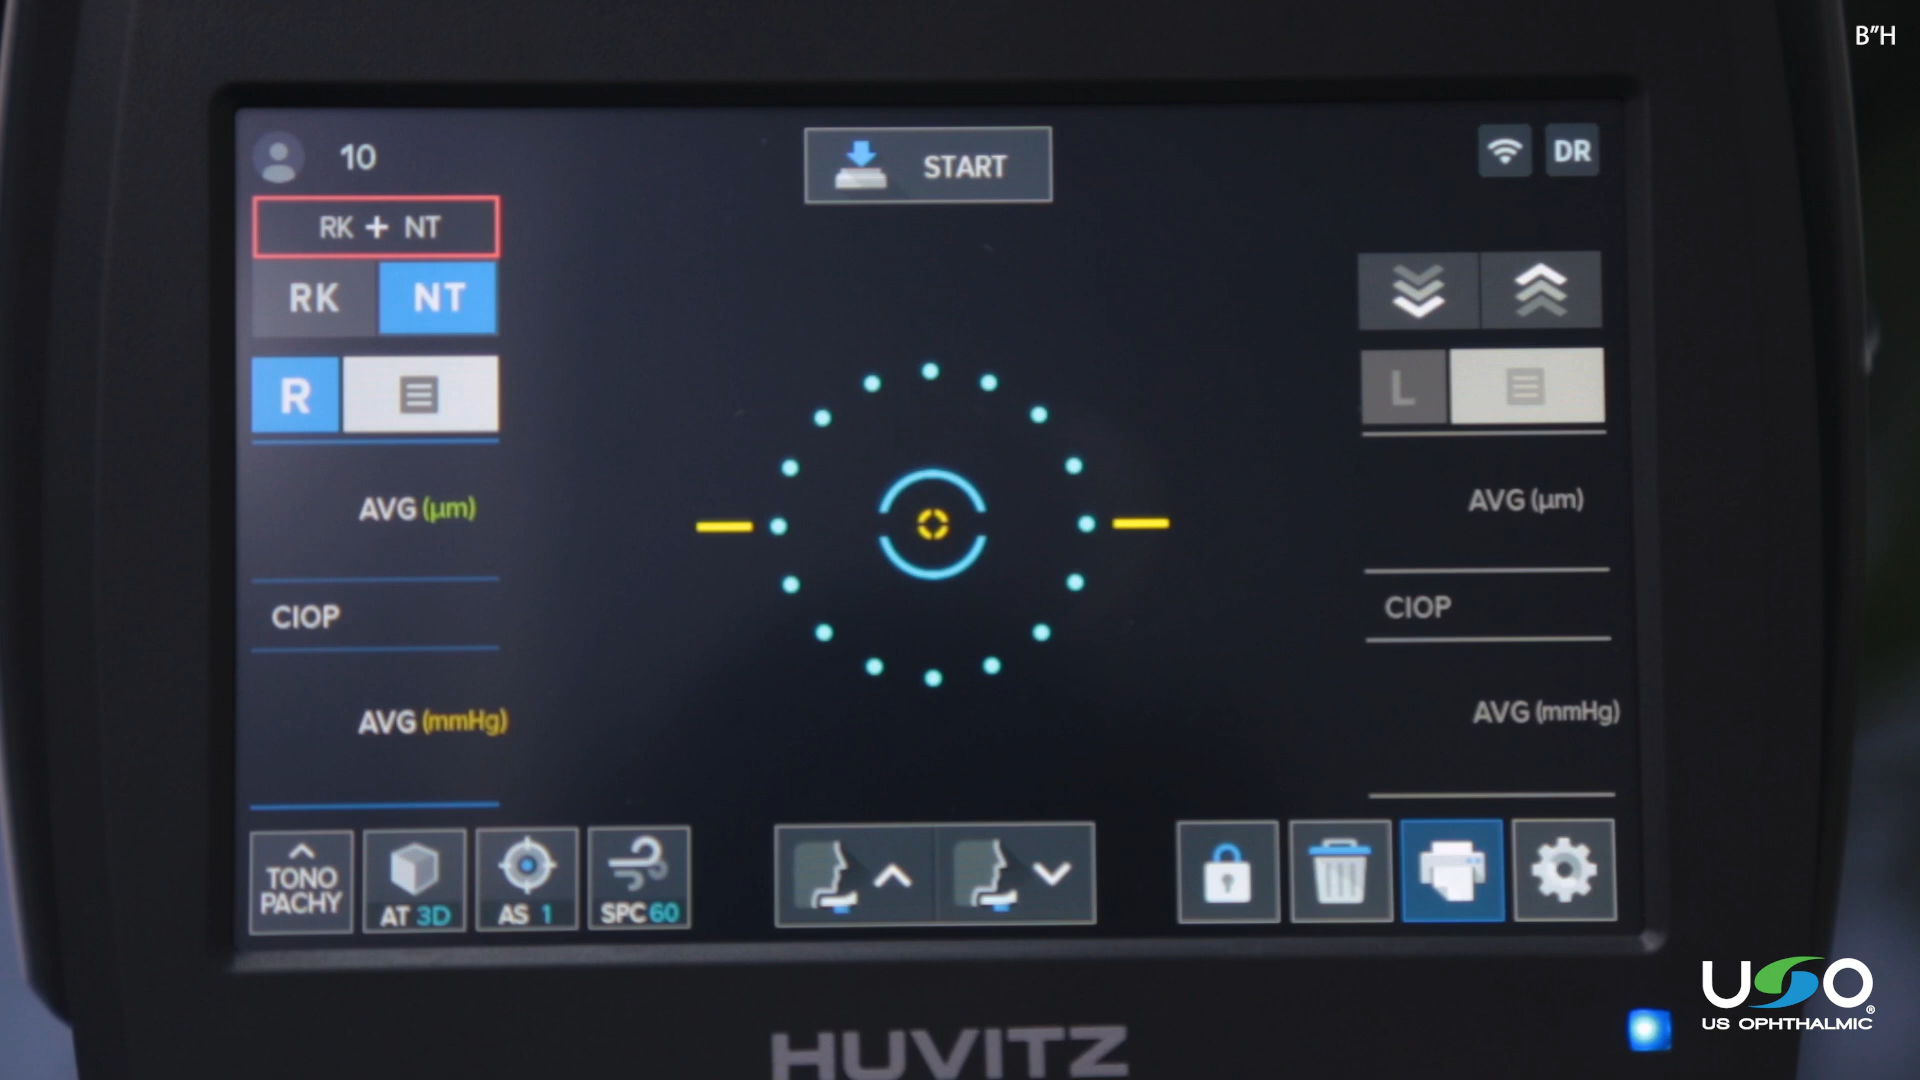 B"H
10
START
DR
RK + NT
RK NT
R
L
AVG (µm)
AVG (µm)
CIOP
CIOP
AVG (mmHg)
AVG (mmHg)
TONO
PACHY
AT 3D
AS 1
SPC 60
HUVITZ
USO®
US OPHTHALMIC